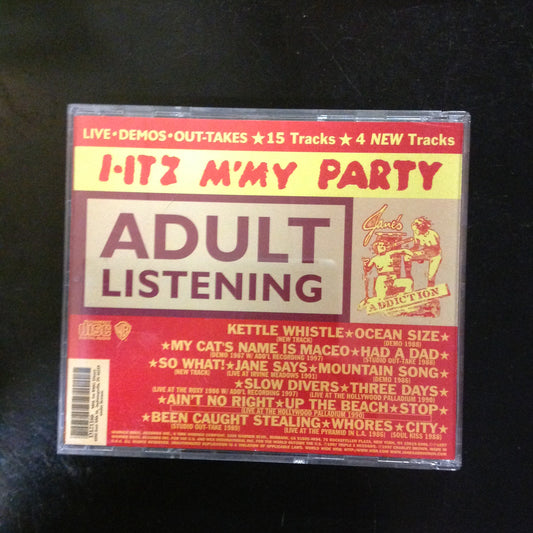 LIVE • DEMOS • OUT-TAKES ★ 15 Tracks ★ 4 NEW Tracks
I•ITZ M'MY PARTY
ADULT
LISTENING
Jane's
ADDICTION
disc
DIGITAL AUDIO
KETTLE WHISTLE ★ OCEAN SIZE ★
(NEW TRACK) (DEMO 1988)
★ MY CAT'S NAME IS MACEO ★ HAD A DAD ★
(DEMO 1987 W/ ADD'L RECORDING 1997) (STUDIO OUT-TAKE 1988)
★ SO WHAT! ★ JANE SAYS ★ MOUNTAIN SONG ★
(NEW TRACK) (LIVE AT IRVINE MEADOWS 1991) (DEMO 1986)
★ SLOW DIVERS ★ THREE DAYS ★
(LIVE AT THE ROXY 1986 W/ ADD'L RECORDING 1997) (LIVE AT THE HOLLYWOOD PALLADIUM 1990)
★ AIN'T NO RIGHT ★ UP THE BEACH ★ STOP ★
(LIVE AT THE HOLLYWOOD PALLADIUM 1990)
BEEN CAUGHT STEALING ★ WHORES ★ CITY ★
(STUDIO OUT-TAKE 1989) (LIVE AT THE PYRAMID IN L.A. 1986) (SOUL KISS 1988)